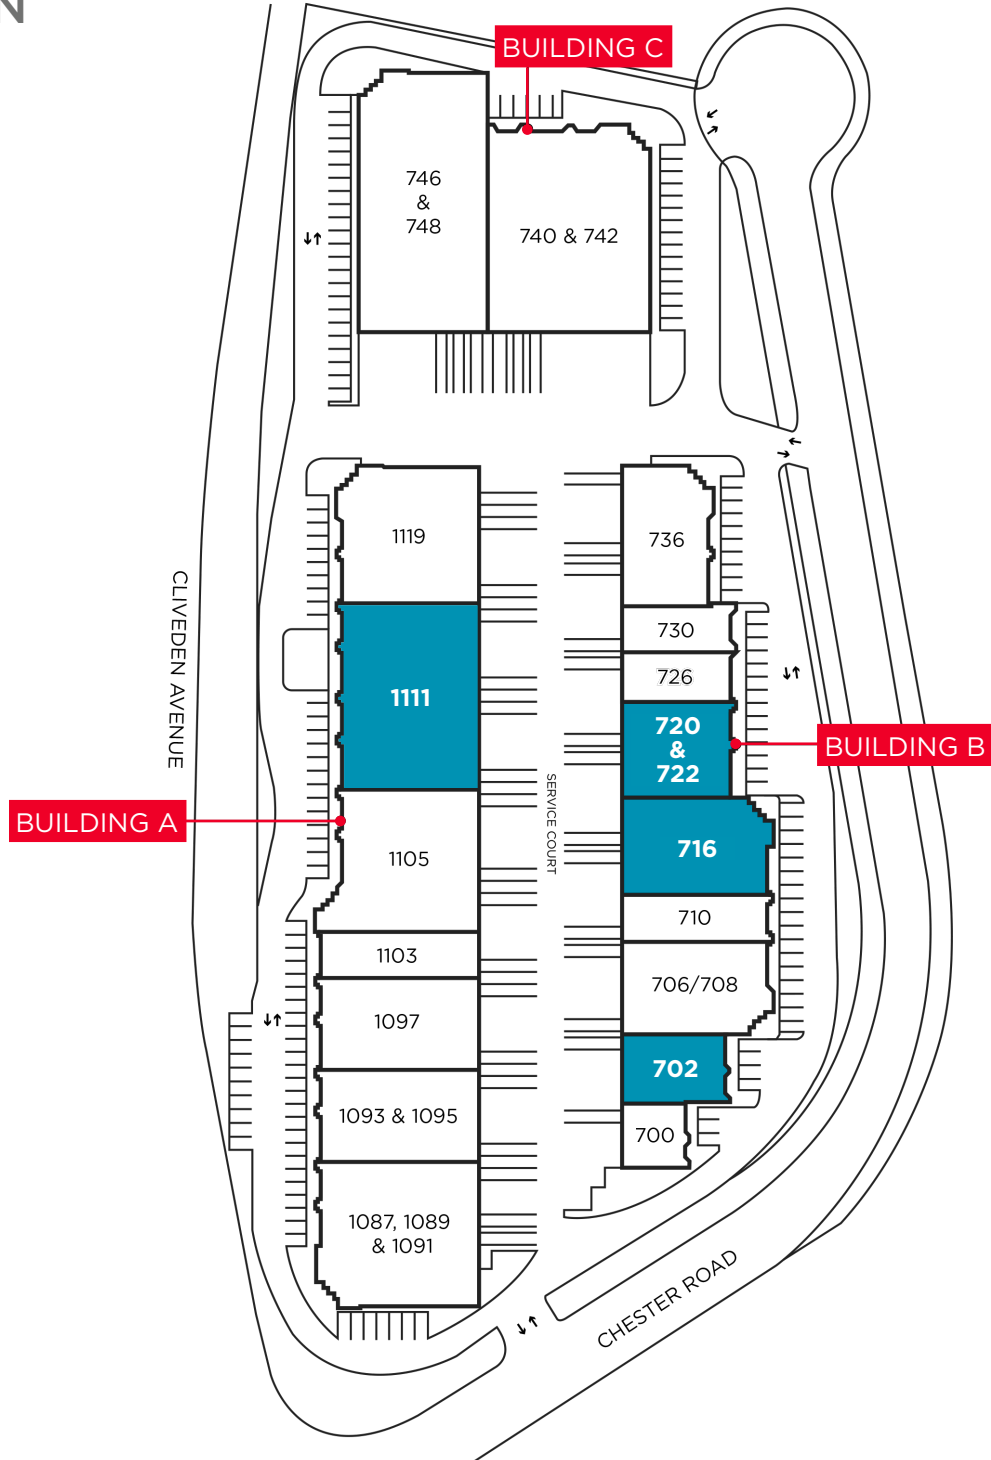 N
BUILDING C
746
&
748
740 & 742
1119
736
730
726
1111
720
&
722
BUILDING B
CLIVEDEN AVENUE
BUILDING A
SERVICE COURT
716
1105
710
1103
706/708
1097
702
1093 & 1095
700
1087, 1089
& 1091
CHESTER ROAD